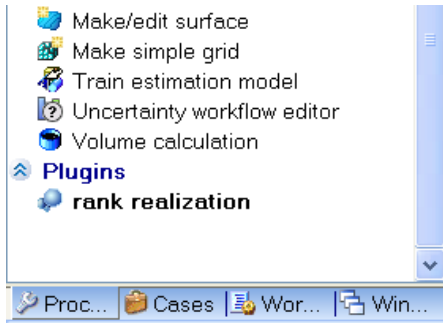 Make/edit surface
Make simple grid
Train estimation model
Uncertainty workflow editor
Volume calculation
Plugins
rank realization
Proc... Cases Wor... Win...